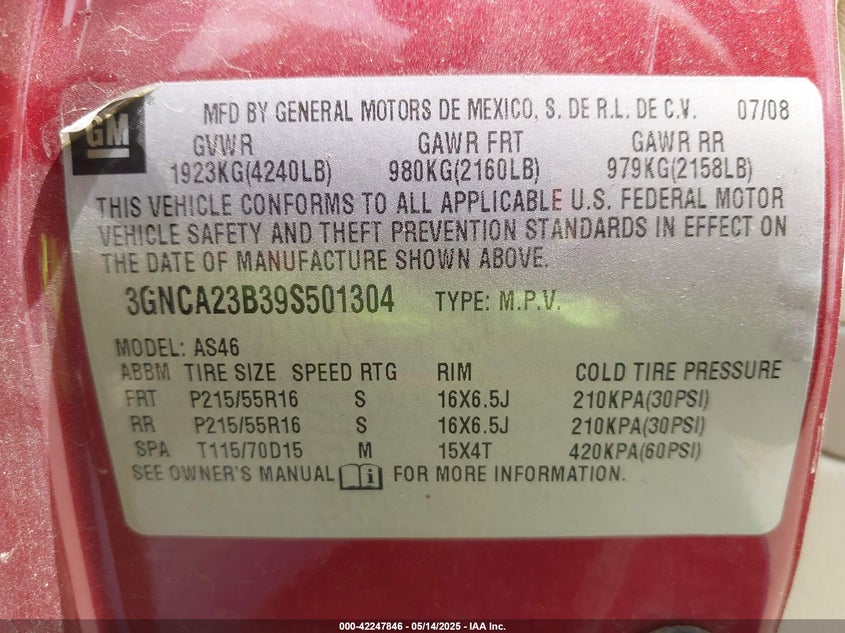 GM
MFD BY GENERAL MOTORS DE MEXICO, S. DE R.L. DE C.V. 07/08
GVWR GAWR FRT GAWR RR
1923KG(4240LB) 980KG(2160LB) 979KG(2158LB)
THIS VEHICLE CONFORMS TO ALL APPLICABLE U.S. FEDERAL MOTOR
VEHICLE SAFETY AND THEFT PREVENTION STANDARDS IN EFFECT ON
THE DATE OF MANUFACTURE SHOWN ABOVE.
3GNCA23B39S501304 TYPE: M.P.V.
MODEL: AS46
ABBM TIRE SIZE SPEED RTG RIM COLD TIRE PRESSURE
FRT P215/55R16 S 16X6.5J 210KPA(30PSI)
RR P215/55R16 S 16X6.5J 210KPA(30PSI)
SPA T115/70D15 M 15X4T 420KPA(60PSI)
SEE OWNER'S MANUAL i FOR MORE INFORMATION.
000-42247846 - 05/14/2025 - IAA Inc.